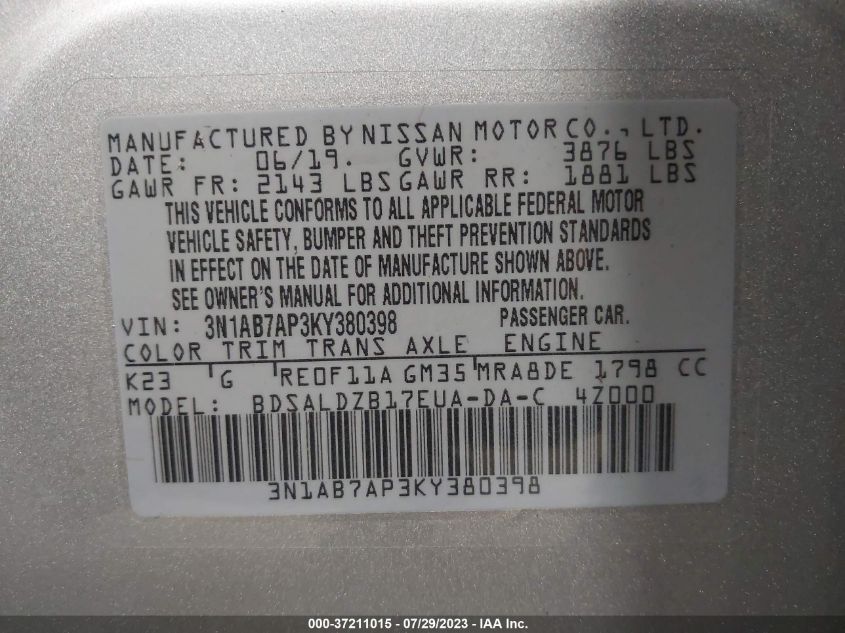 MANUFACTURED BY NISSAN MOTOR CO., LTD.
DATE: 06/19. GVWR: 3876 LBS
GAWR FR: 2143 LBS GAWR RR: 1881 LBS
THIS VEHICLE CONFORMS TO ALL APPLICABLE FEDERAL MOTOR
VEHICLE SAFETY, BUMPER AND THEFT PREVENTION STANDARDS
IN EFFECT ON THE DATE OF MANUFACTURE SHOWN ABOVE.
SEE OWNER'S MANUAL FOR ADDITIONAL INFORMATION.
VIN: 3N1AB7AP3KY380398 PASSENGER CAR.
COLOR TRIM TRANS AXLE ENGINE
K23 G RE0F11A GM35 MRA8DE 1798 CC
MODEL: BDSALDZB17EUA-DA-C 4Z000
3N1AB7AP3KY380398
000-37211015 - 07/29/2023 - IAA Inc.